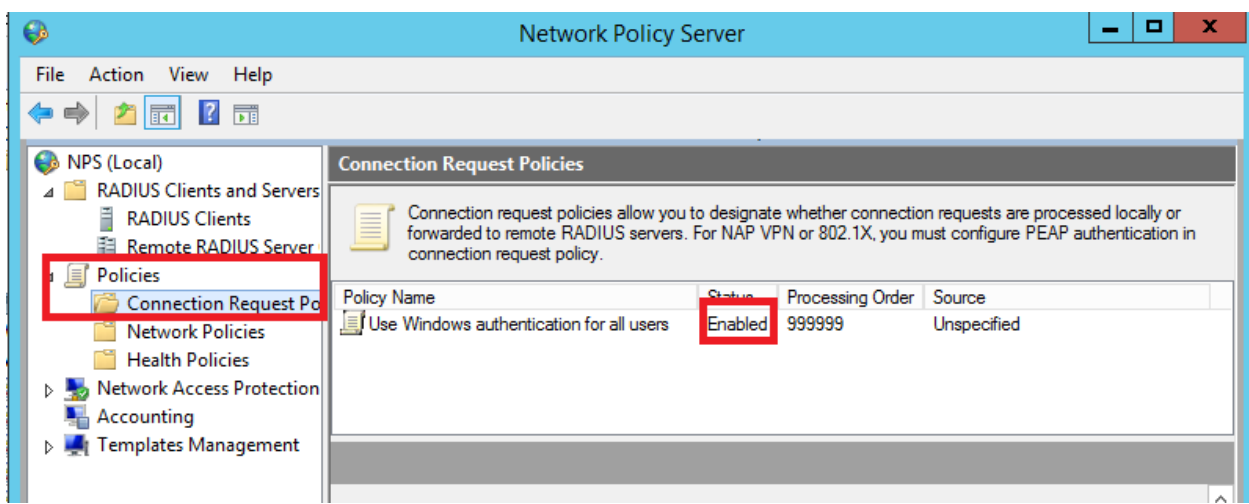 Network Policy Server
File Action View Help
NPS (Local)
RADIUS Clients and Servers
RADIUS Clients
Remote RADIUS Server
Policies
Connection Request Po
Network Policies
Health Policies
Network Access Protection
Accounting
Templates Management
Connection Request Policies
Connection request policies allow you to designate whether connection requests are processed locally or
forwarded to remote RADIUS servers. For NAP VPN or 802.1X, you must configure PEAP authentication in
connection request policy.
Policy Name Status Processing Order Source
Use Windows authentication for all users Enabled 999999 Unspecified